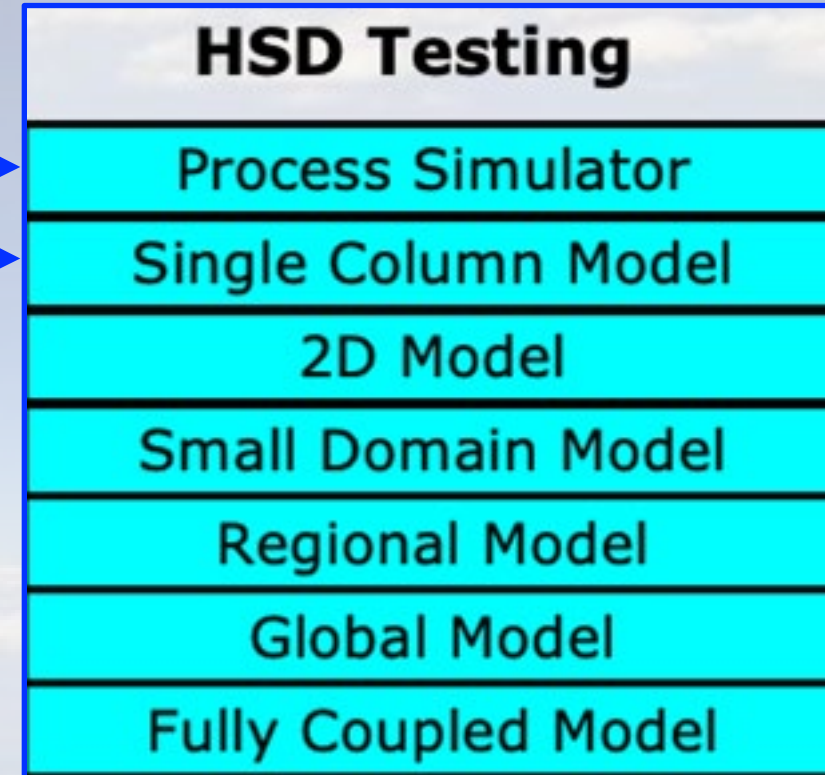 HSD Testing
Process Simulator
Single Column Model
2D Model
Small Domain Model
Regional Model
Global Model
Fully Coupled Model